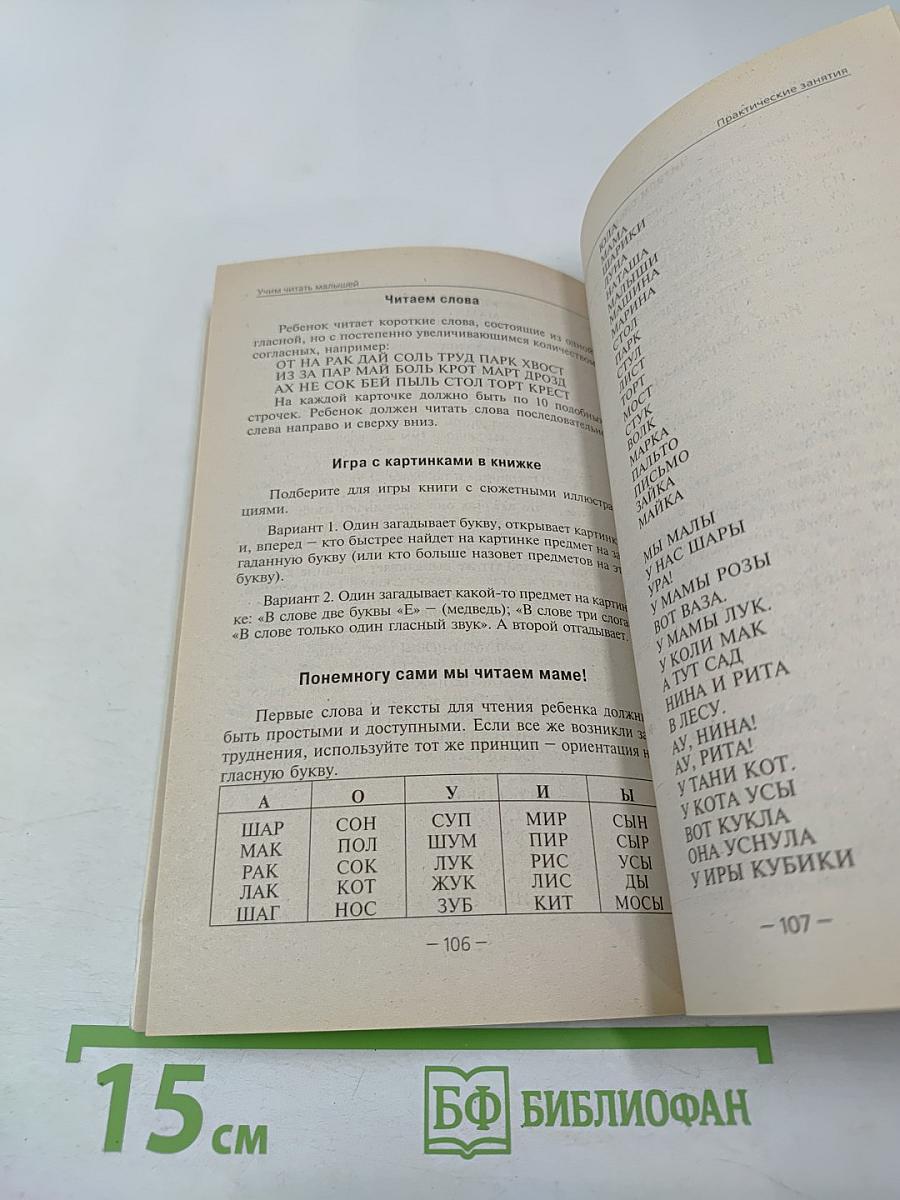 Учим читать малышей
Читаем слова
Ребенок читает короткие слова, состоящие из одной
гласной, но с постепенно увеличивающимся количеством
согласных, например:
ОТ НА РАК ДАЙ СОЛЬ ТРУД ПАРК ХВОСТ
ИЗ ЗА ПАР МАЙ БОЛЬ КРОТ МАРТ ДРОЗД
АХ НЕ СОК БЕЙ ПЫЛЬ СТОЛ ТОРТ КРЕСТ
На каждой карточке должно быть по 10 подобных
строчек. Ребенок должен читать слова последовательно
слева направо и сверху вниз.
Игра с картинками в книжке
Подберите для игры книги с сюжетными иллюстра-
циями.
Вариант 1. Один загадывает букву, открывает
и, вперед – кто быстрее найдет на картинке предмет на за-
гаданную букву (или кто больше назовет предметов на
букву).
Вариант 2. Один загадывает какой-то предмет на
ке: «В слове две буквы «Е» – (медведь); «В слове три слога
«В слове только один гласный звук». А второй отгадывает.
Понемногу сами мы читаем маме!
Первые слова и тексты для чтения ребенка
быть простыми и доступными. Если все же возникли за-
труднения, используйте тот же принцип – ориентация
гласную букву.
А О У И Ы
ШАР СОН СУП МИР СЫН
МАК ПОЛ ШУМ ПИР СЫР
РАК СОК ЛУК РИС УСЫ
ЛАК КОТ ЖУК ЛИС ДЫ
ШАГ НОС ЗУБ КИТ МОСЫ
– 106 –
Практические занятия
ЮЛА
МАМА
ШАРИКИ
ЛУНА
НАТАША
МАЛЫШИ
МАШИНА
МАРИНА
СТОЛ
ПАРК
СТУЛ
ЛИСТ
ТОРТ
МОСТ
СТУК
ВОЛК
МАРКА
ПАЛЬТО
ПИСЬМО
ЗАЙКА
МАЙКА
МЫ МАЛЫ
У НАС ШАРЫ
УРА!
У МАМЫ РОЗЫ
ВОТ ВАЗА.
У МАМЫ ЛУК.
У КОЛИ МАК
А ТУТ САД
НИНА И РИТА
В ЛЕСУ.
АУ, НИНА!
АУ, РИТА!
У ТАНИ КОТ.
У КОТА УСЫ
ВОТ КУКЛА
ОНА УСНУЛА
У ИРЫ КУБИКИ
– 107 –
15 см
БФ БИБЛИОФАН